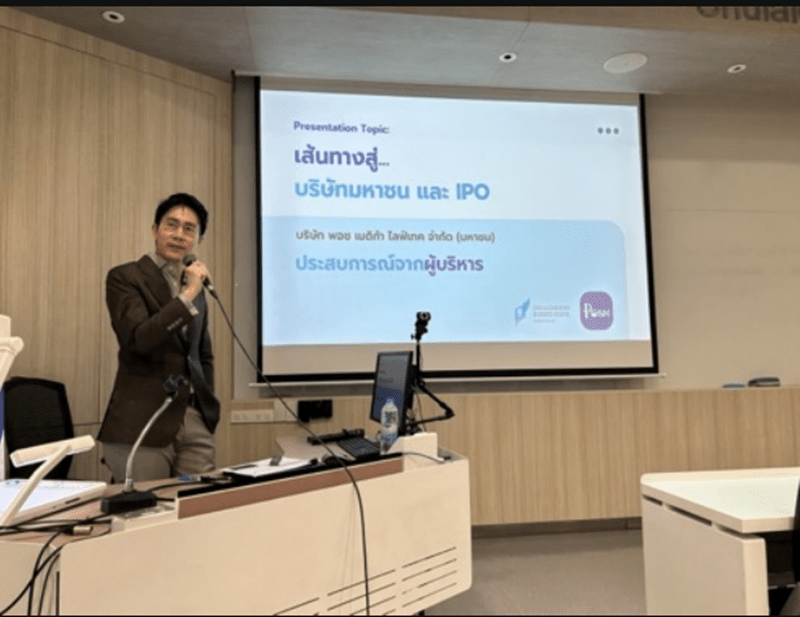 Presentation Topic:
เส้นทางสู่...
บริษัทมหาชน และ IPO
บริษัท พอช เมดิก้า ไลฟ์เทค จำกัด (มหาชน)
ประสบการณ์จากผู้บริหาร